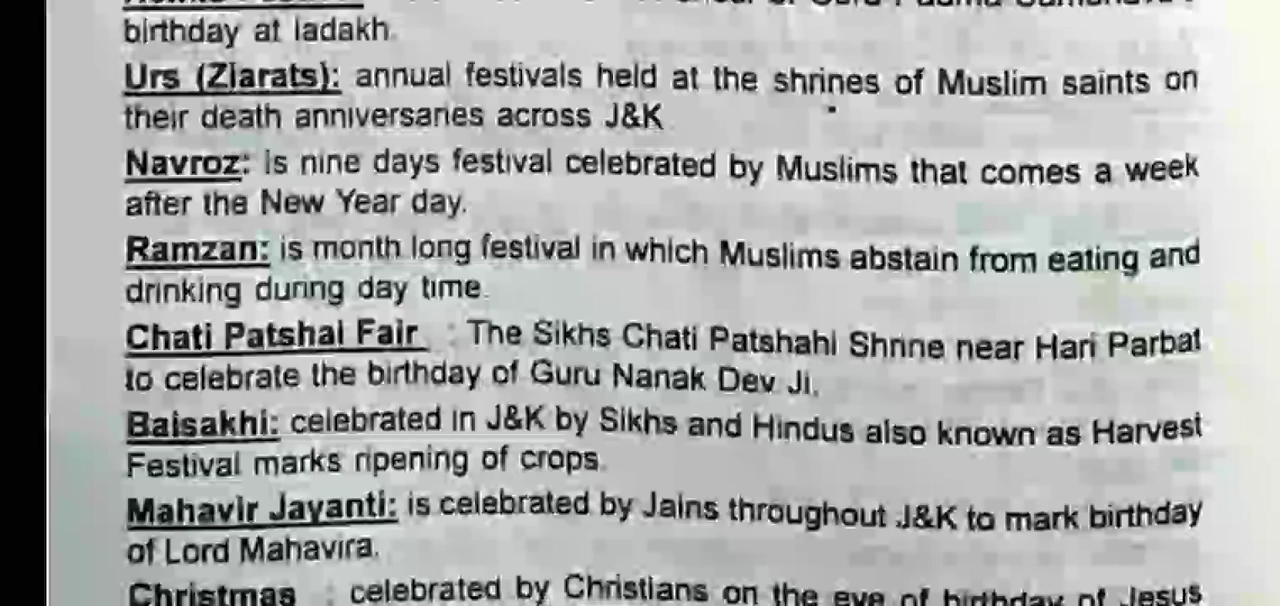 birthday at ladakh.
Urs (Ziarats): annual festivals held at the shrines of Muslim saints on
their death anniversaries across J&K
Navroz: is nine days festival celebrated by Muslims that comes a week
after the New Year day.
Ramzan: is month long festival in which Muslims abstain from eating and
drinking during day time.
Chati Patshai Fair : The Sikhs Chati Patshahi Shrine near Hari Parbat
to celebrate the birthday of Guru Nanak Dev Ji.
Baisakhi: celebrated in J&K by Sikhs and Hindus also known as Harvest
Festival marks ripening of crops.
Mahavir Jayanti: is celebrated by Jains throughout J&K to mark birthday
of Lord Mahavira.
Christmas : celebrated by Christians on the eve of birthday of Jesus